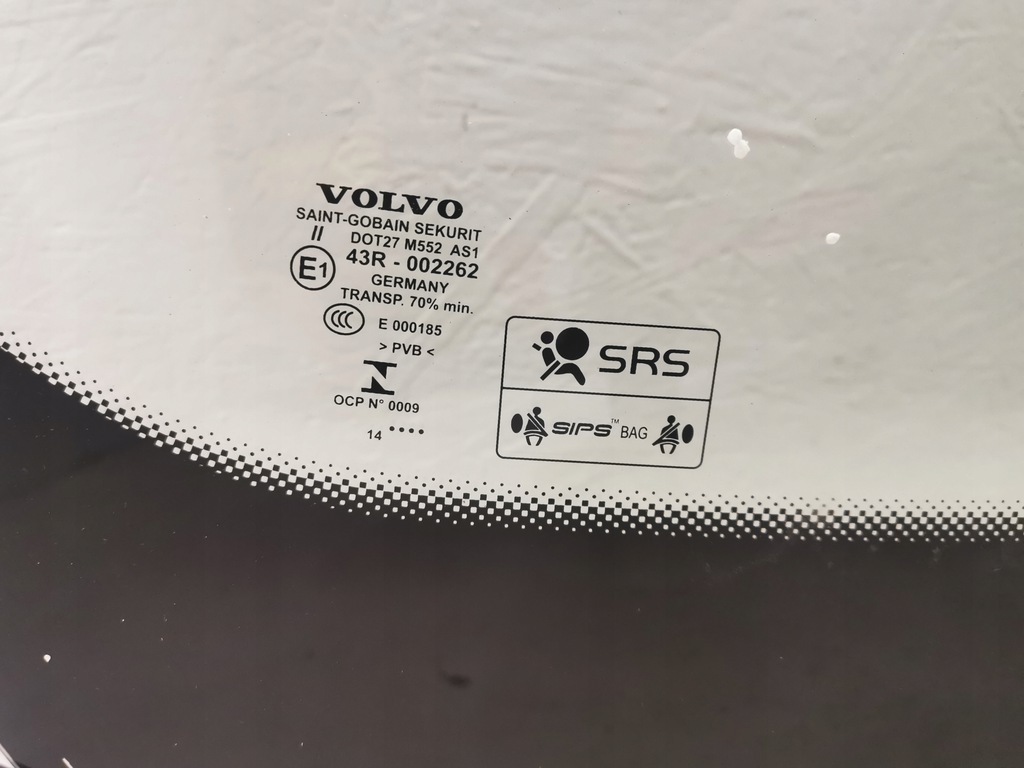 VOLVO
SAINT-GOBAIN SEKURIT
II DOT27 M552 AS1
E1 43R - 002262
GERMANY
TRANSP. 70% min.
CCC E 000185
> PVB <
OCP N° 0009
14 ••••
SRS
SIPS™ BAG